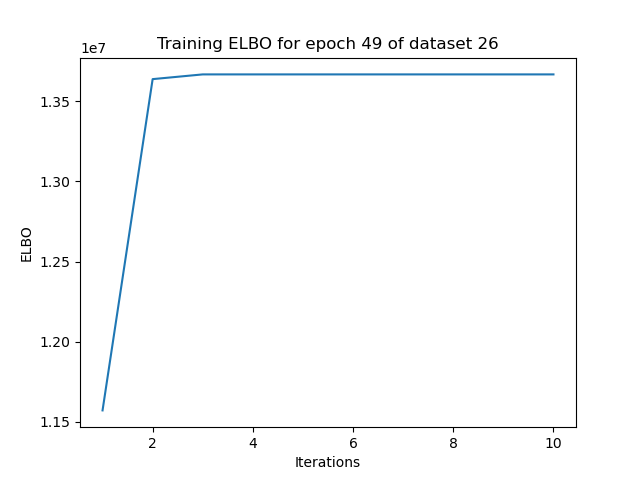 Training ELBO for epoch 49 of dataset 26
1e7
1.35
1.30
1.25
1.20
1.15
ELBO
2 4 6 8 10
Iterations